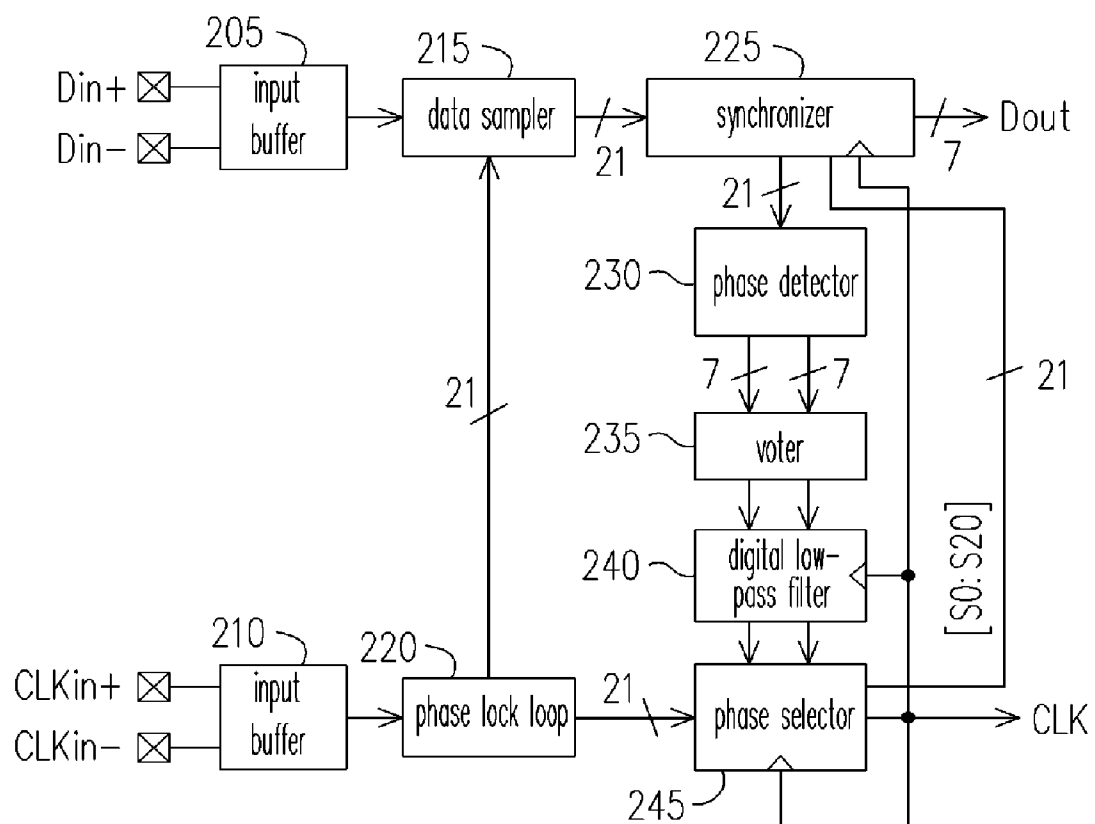 205
215
225
Din+
input
buffer
data sampler
synchronizer
Dout
Din-
21
7
21
230
phase detector
21
7
7
21
235
voter
240
digital low-
pass filter
[S0: S20]
210
220
CLKin+
input
buffer
phase lock loop
21
phase selector
CLK
CLKin-
245